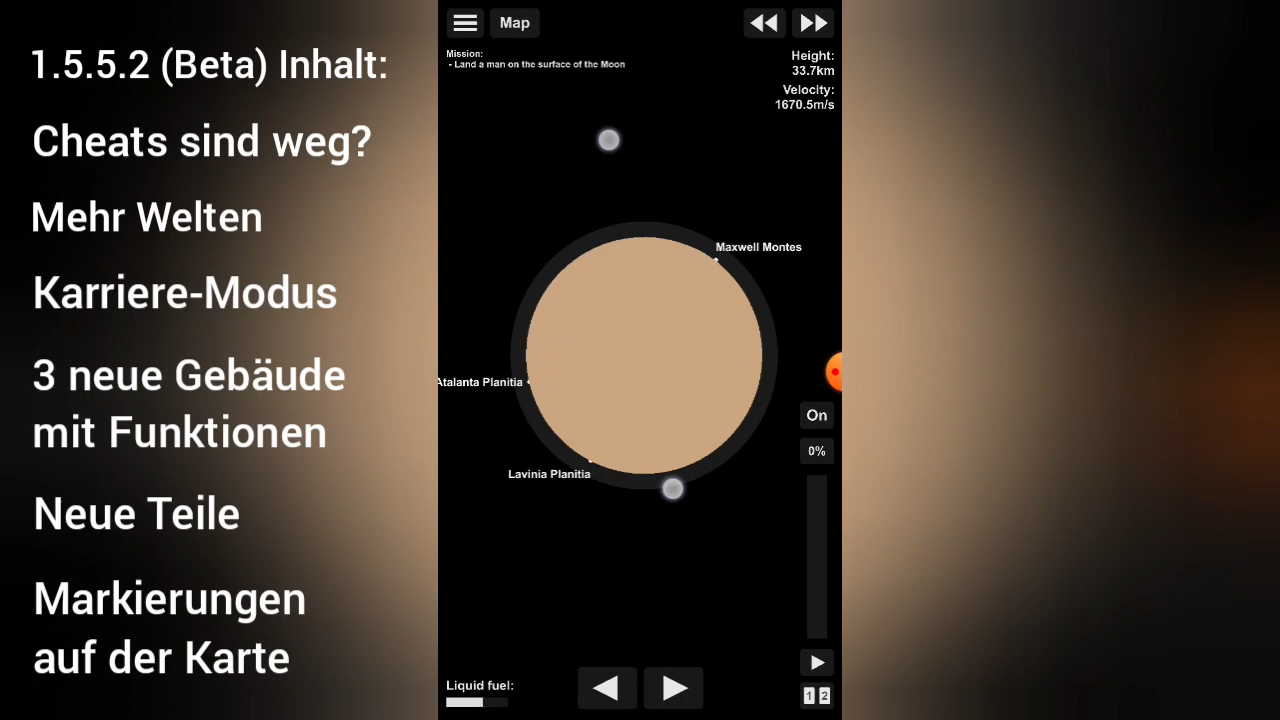 1.5.5.2 (Beta) Inhalt:
Cheats sind weg?
Mehr Welten
Karriere-Modus
3 neue Gebäude
mit Funktionen
Neue Teile
Markierungen
auf der Karte
Map
Mission:
- Land a man on the surface of the Moon
Height:
33.7km
Velocity:
1670.5m/s
Maxwell Montes
Atalanta Planitia
Lavinia Planitia
On
0%
1 2
Liquid fuel: